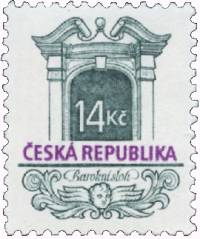 14Kč
ČESKÁ REPUBLIKA
Barokní sloh